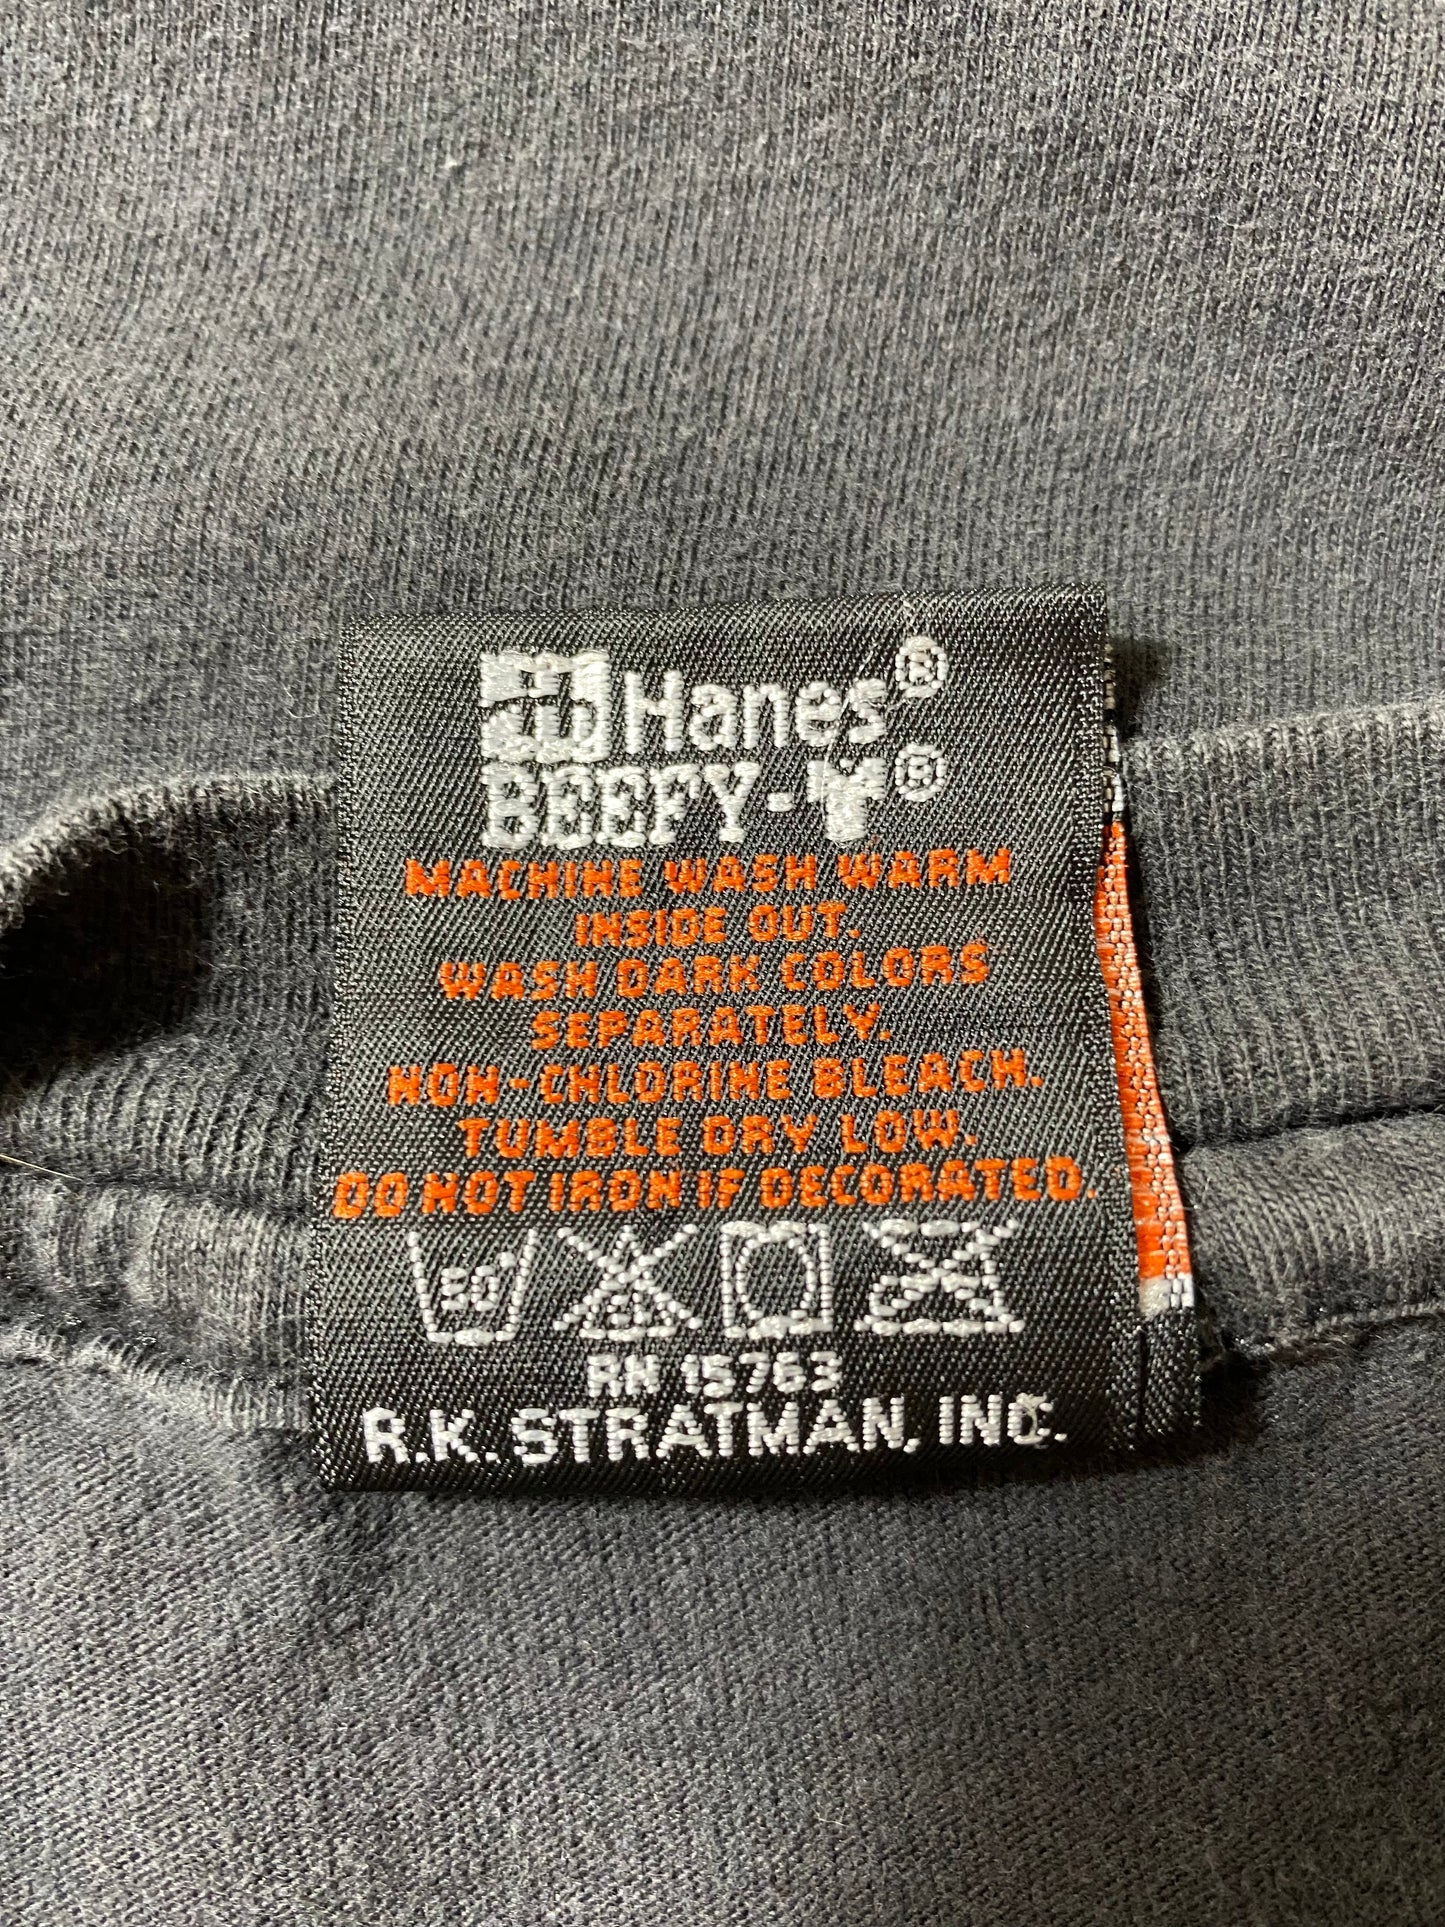 Hanes®
BEEFY-T®
MACHINE WASH WARM
INSIDE OUT.
WASH DARK COLORS
SEPARATELY.
NON-CHLORINE BLEACH.
TUMBLE DRY LOW.
DO NOT IRON IF DECORATED.
50°
RN 15763
R.K. STRATMAN, INC.